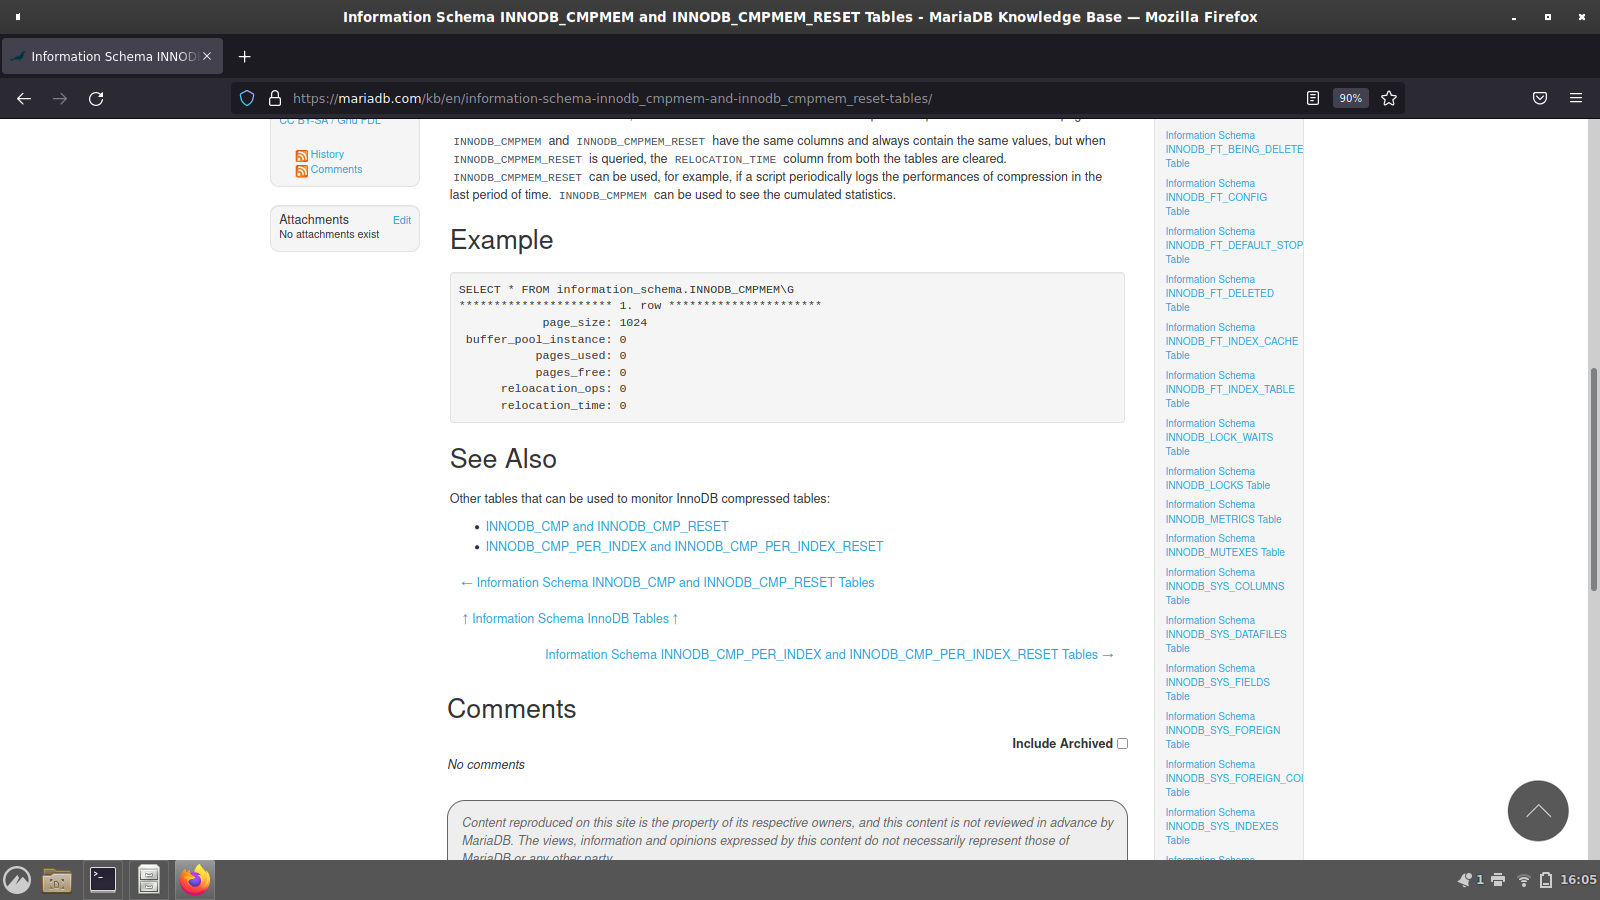 Information Schema INNODB_CMPMEM and INNODB_CMPMEM_RESET Tables - MariaDB Knowledge Base — Mozilla Firefox
Information Schema INNOD
https://mariadb.com/kb/en/information-schema-innodb_cmpmem-and-innodb_cmpmem_reset-tables/
90%
CC BY-SA / Gnu FDL
History
Comments
Attachments
Edit
No attachments exist
INNODB_CMPMEM and INNODB_CMPMEM_RESET have the same columns and always contain the same values, but when
INNODB_CMPMEM_RESET is queried, the RELOCATION_TIME column from both the tables are cleared.
INNODB_CMPMEM_RESET can be used, for example, if a script periodically logs the performances of compression in the
last period of time. INNODB_CMPMEM can be used to see the cumulated statistics.
Example
SELECT * FROM information_schema.INNODB_CMPMEM\G
********************** 1. row **********************
page_size: 1024
buffer_pool_instance: 0
pages_used: 0
pages_free: 0
reloacation_ops: 0
relocation_time: 0
See Also
Other tables that can be used to monitor InnoDB compressed tables:
• INNODB_CMP and INNODB_CMP_RESET
• INNODB_CMP_PER_INDEX and INNODB_CMP_PER_INDEX_RESET
← Information Schema INNODB_CMP and INNODB_CMP_RESET Tables
↑ Information Schema InnoDB Tables ↑
Information Schema INNODB_CMP_PER_INDEX and INNODB_CMP_PER_INDEX_RESET Tables →
Comments
Include Archived
No comments
Content reproduced on this site is the property of its respective owners, and this content is not reviewed in advance by
MariaDB. The views, information and opinions expressed by this content do not necessarily represent those of
MariaDB or any other party.
Information Schema
INNODB_FT_BEING_DELETE
Table
Information Schema
INNODB_FT_CONFIG
Table
Information Schema
INNODB_FT_DEFAULT_STOP
Table
Information Schema
INNODB_FT_DELETED
Table
Information Schema
INNODB_FT_INDEX_CACHE
Table
Information Schema
INNODB_FT_INDEX_TABLE
Table
Information Schema
INNODB_LOCK_WAITS
Table
Information Schema
INNODB_LOCKS Table
Information Schema
INNODB_METRICS Table
Information Schema
INNODB_MUTEXES Table
Information Schema
INNODB_SYS_COLUMNS
Table
Information Schema
INNODB_SYS_DATAFILES
Table
Information Schema
INNODB_SYS_FIELDS
Table
Information Schema
INNODB_SYS_FOREIGN
Table
Information Schema
INNODB_SYS_FOREIGN_COL
Table
Information Schema
INNODB_SYS_INDEXES
Table
1
16:05